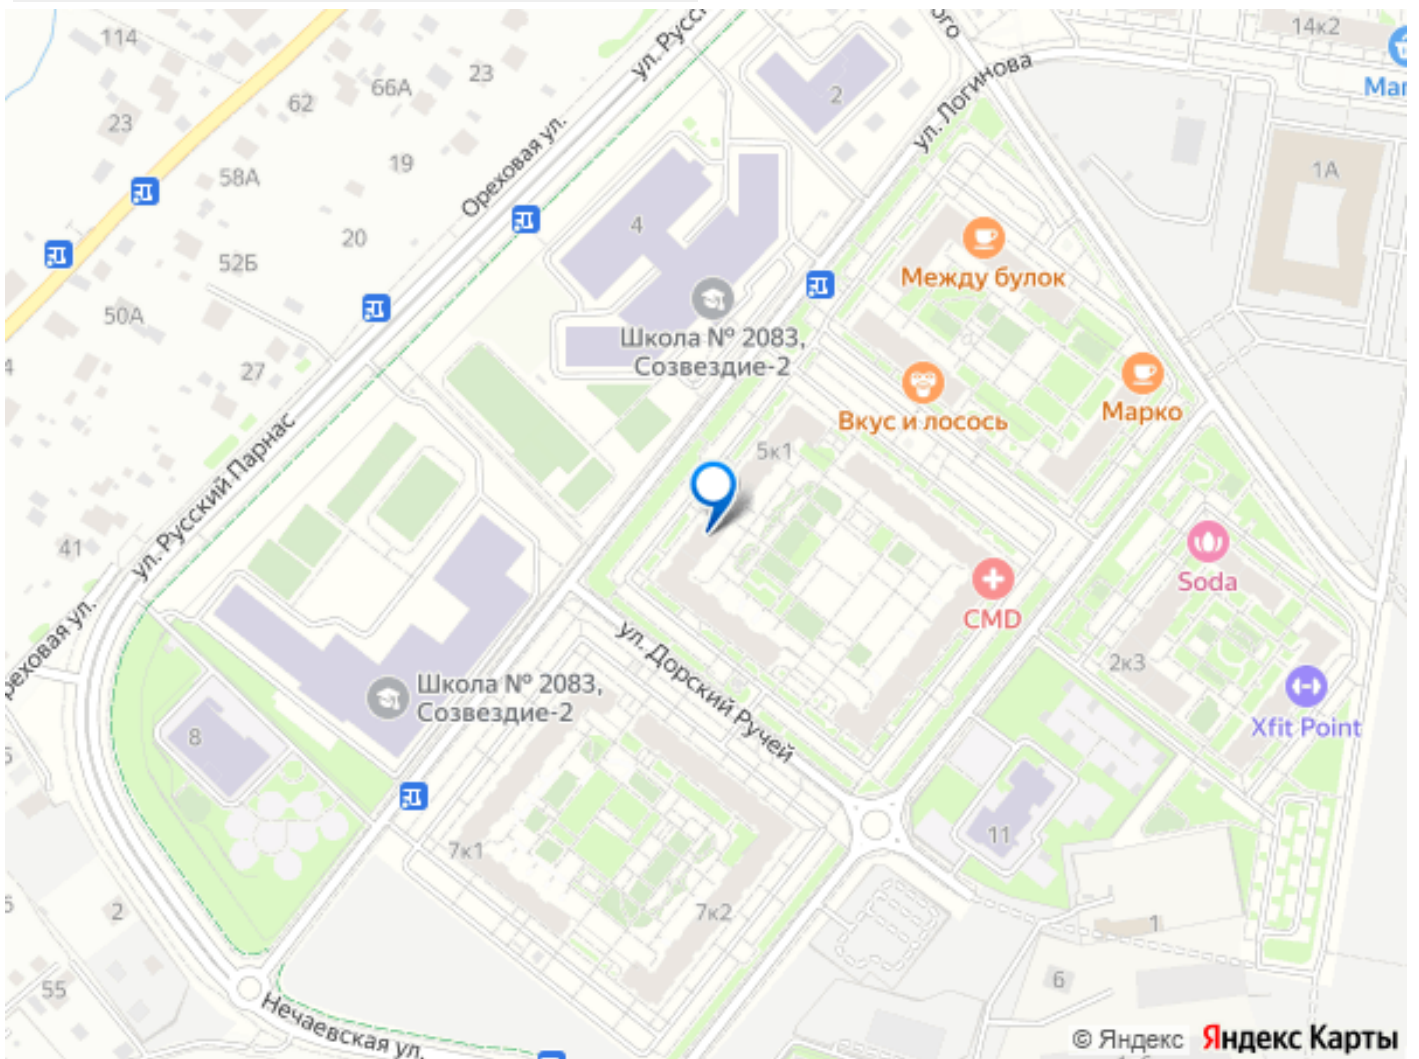 114
ул. Русс
ого
14к2
66А
23
62
23
2
ул. Логинова
Маг
Ореховая ул.
19
58А
1А
4
20
52Б
Между булок
50А
Школа № 2083,
Созвездие-2
27
Вкус и лосось
Марко
5к1
ул. Русский Парнас
41
Soda
CMD
реховая ул.
ул. Дорский Ручей
2к3
Школа № 2083,
Созвездие-2
Xfit Point
8
11
7к1
2
7к2
1
6
55
Нечаевская ул.
© Яндекс Яндекс Карты